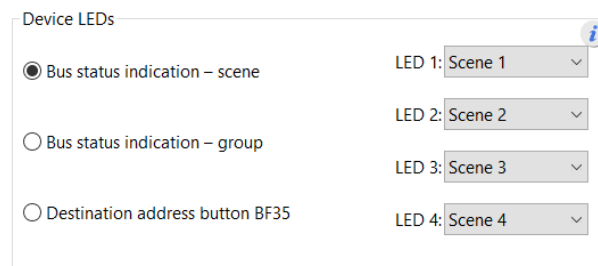 Device LEDs
i
Bus status indication – scene
LED 1: Scene 1
LED 2: Scene 2
Bus status indication – group
LED 3: Scene 3
Destination address button BF35
LED 4: Scene 4